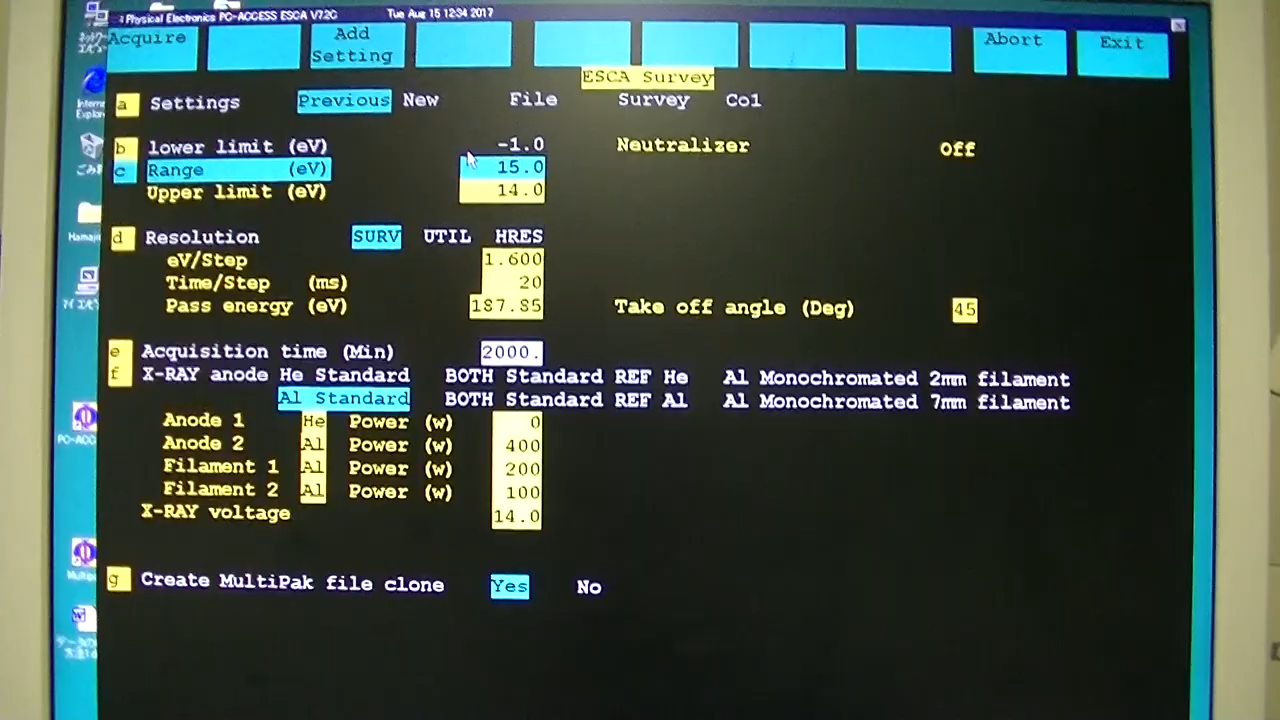 Physical Electronics PC-ACCESS ESCA V7.2C Tue Aug 15 12:34 2017
Acquire Add Setting Abort Exit
ESCA Survey
a Settings Previous New File Survey Co1
b lower limit (eV) -1.0 Neutralizer Off
c Range (eV) 15.0
Upper limit (eV) 14.0
d Resolution SURV UTIL HRES
eV/Step 1.600
Time/Step (ms) 20
Pass energy (eV) 187.85 Take off angle (Deg) 45
e Acquisition time (Min) 2000.
f X-RAY anode He Standard BOTH Standard REF He Al Monochromated 2mm filament
Al Standard BOTH Standard REF Al Al Monochromated 7mm filament
Anode 1 He Power (w) 0
Anode 2 Al Power (w) 400
Filament 1 Al Power (w) 200
Filament 2 Al Power (w) 100
X-RAY voltage 14.0
g Create MultiPak file clone Yes No